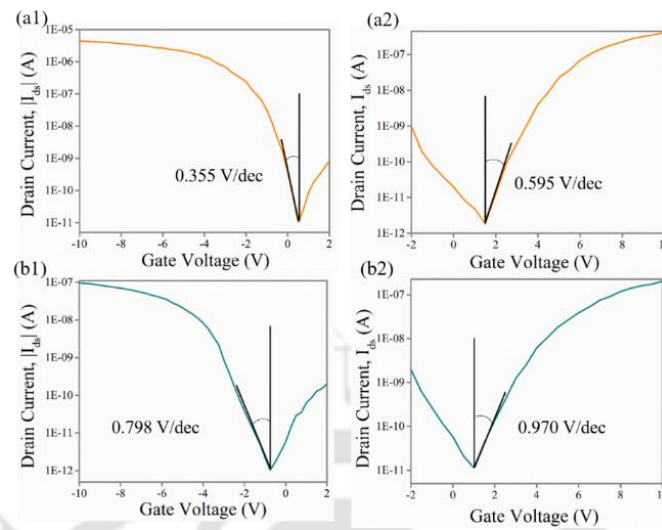 (a1)
1E-05
1E-06
1E-07
1E-08
1E-09
1E-10
1E-11
Drain Current, |I_ds| (A)
0.355 V/dec
-10 -8 -6 -4 -2 0 2
Gate Voltage (V)
(a2)
1E-07
1E-08
1E-09
1E-10
1E-11
1E-12
Drain Current, I_ds (A)
0.595 V/dec
-2 0 2 4 6 8
Gate Voltage (V)
(b1)
1E-07
1E-08
1E-09
1E-10
1E-11
1E-12
Drain Current, |I_ds| (A)
0.798 V/dec
-10 -8 -6 -4 -2 0 2
Gate Voltage (V)
(b2)
1E-07
1E-08
1E-09
1E-10
1E-11
Drain Current, I_ds (A)
0.970 V/dec
-2 0 2 4 6 8
Gate Voltage (V)